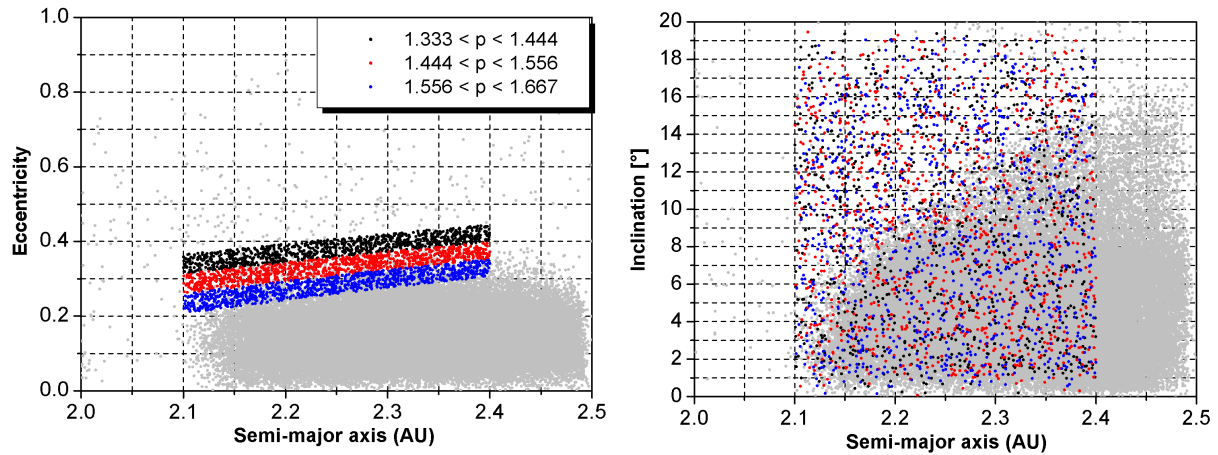 1.0
0.8
0.6
0.4
0.2
0.0
Eccentricity
1.333 < p < 1.444
1.444 < p < 1.556
1.556 < p < 1.667
2.0 2.1 2.2 2.3 2.4 2.5
Semi-major axis (AU)
20
18
16
14
12
10
8
6
4
2
0
Inclination [°]
2.0 2.1 2.2 2.3 2.4 2.5
Semi-major axis (AU)